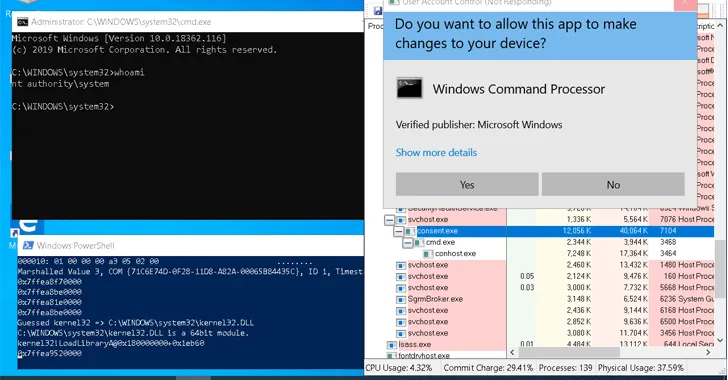 Administrator: C:\WINDOWS\system32\cmd.exe
Microsoft Windows [Version 10.0.18362.116]
(c) 2019 Microsoft Corporation. All rights reserved.
C:\WINDOWS\system32>whoami
nt authority\system
C:\WINDOWS\system32>
Windows PowerShell
000010: 01 00 00 00 a3 05 02 00 ........
Marshalled Value 3, COM {71C6E74D-0F28-11D8-A82A-00065B84435C}, ID 1, Timest
0x7ffea8f70000
0x7ffea81e0000
0x7ffea8e00000
Guessed kernel32 => C:\WINDOWS\system32\kernel32.DLL
C:\WINDOWS\system32\kernel32.DLL is a 64bit module.
kernel32!LoadLibraryA@0x180000000+0x1eb60
0x7ffea9520000
User Account Control (Not Responding)
Do you want to allow this app to make
changes to your device?
Windows Command Processor
Verified publisher: Microsoft Windows
Show more details
Yes No
SecurityHealthService.exe
svchost.exe 1,336 K 5,564 K 7076 Host Proce
consent.exe 12,056 K 40,064 K 7104
cmd.exe 2,344 K 3,944 K 3468
conhost.exe 7,248 K 17,364 K 3464
svchost.exe 2,460 K 13,432 K 1480 Host Proce
svchost.exe 0.05 2,124 K 9,476 K 160 Host Proce
svchost.exe 0.03 3,000 K 7,732 K 5668 Host Proce
SgrmBroker.exe 3,148 K 6,524 K 6236 System Gu
svchost.exe 2,436 K 9,144 K 6168 Host Proce
svchost.exe 2,852 K 9,636 K 6500 Host Proce
svchost.exe 3,080 K 11,704 K 3456 Host Proce
lsass.exe 0.01 4,484 K 13,112 K 644 Local Secu
fontdrvhost.exe
CPU Usage: 4.32% Commit Charge: 29.41% Processes: 139 Physical Usage: 37.59%